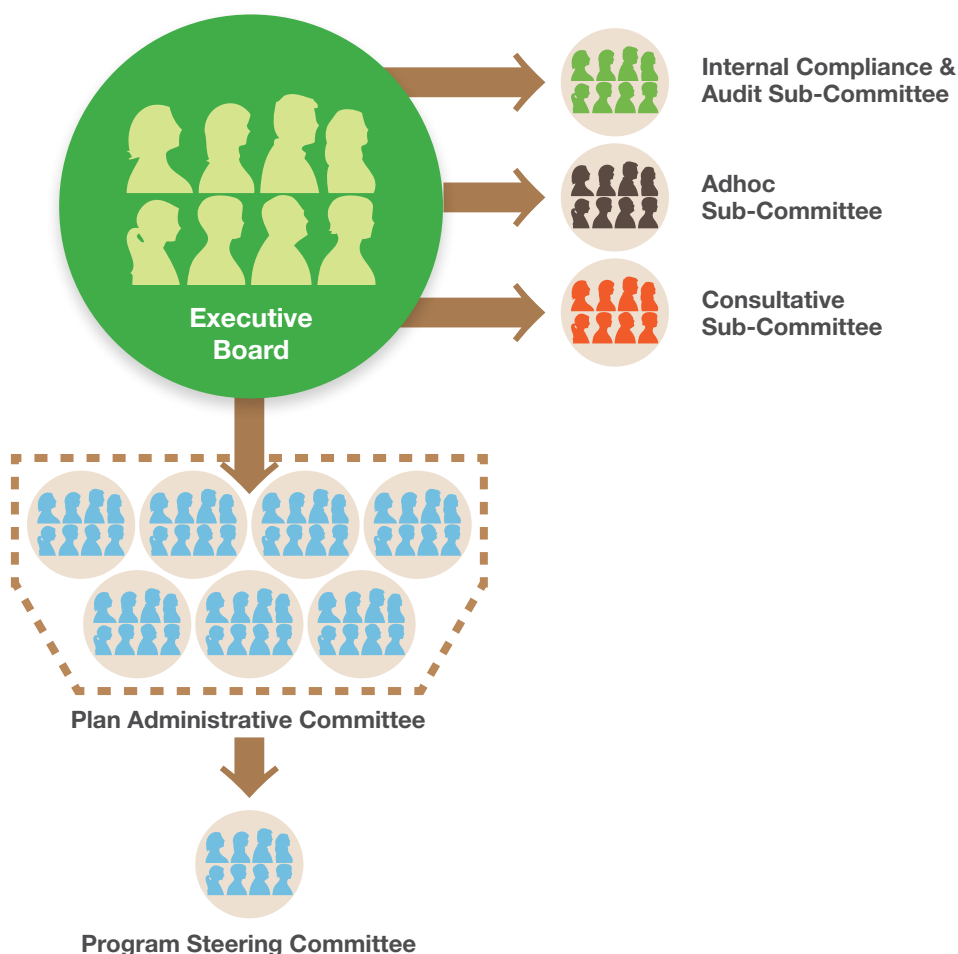 Internal Compliance &
Audit Sub-Committee
Adhoc
Sub-Committee
Consultative
Sub-Committee
Executive
Board
Plan Administrative Committee
Program Steering Committee